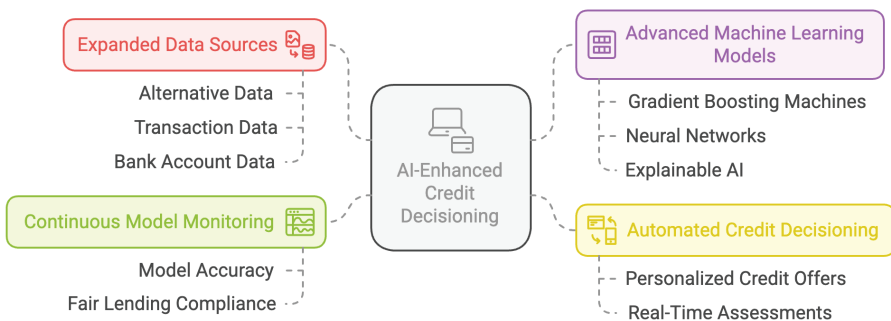 Expanded Data Sources
Alternative Data
Transaction Data
Bank Account Data
Continuous Model Monitoring
Model Accuracy
Fair Lending Compliance
AI-Enhanced
Credit
Decisioning
Advanced Machine Learning
Models
Gradient Boosting Machines
Neural Networks
Explainable AI
Automated Credit Decisioning
Personalized Credit Offers
Real-Time Assessments